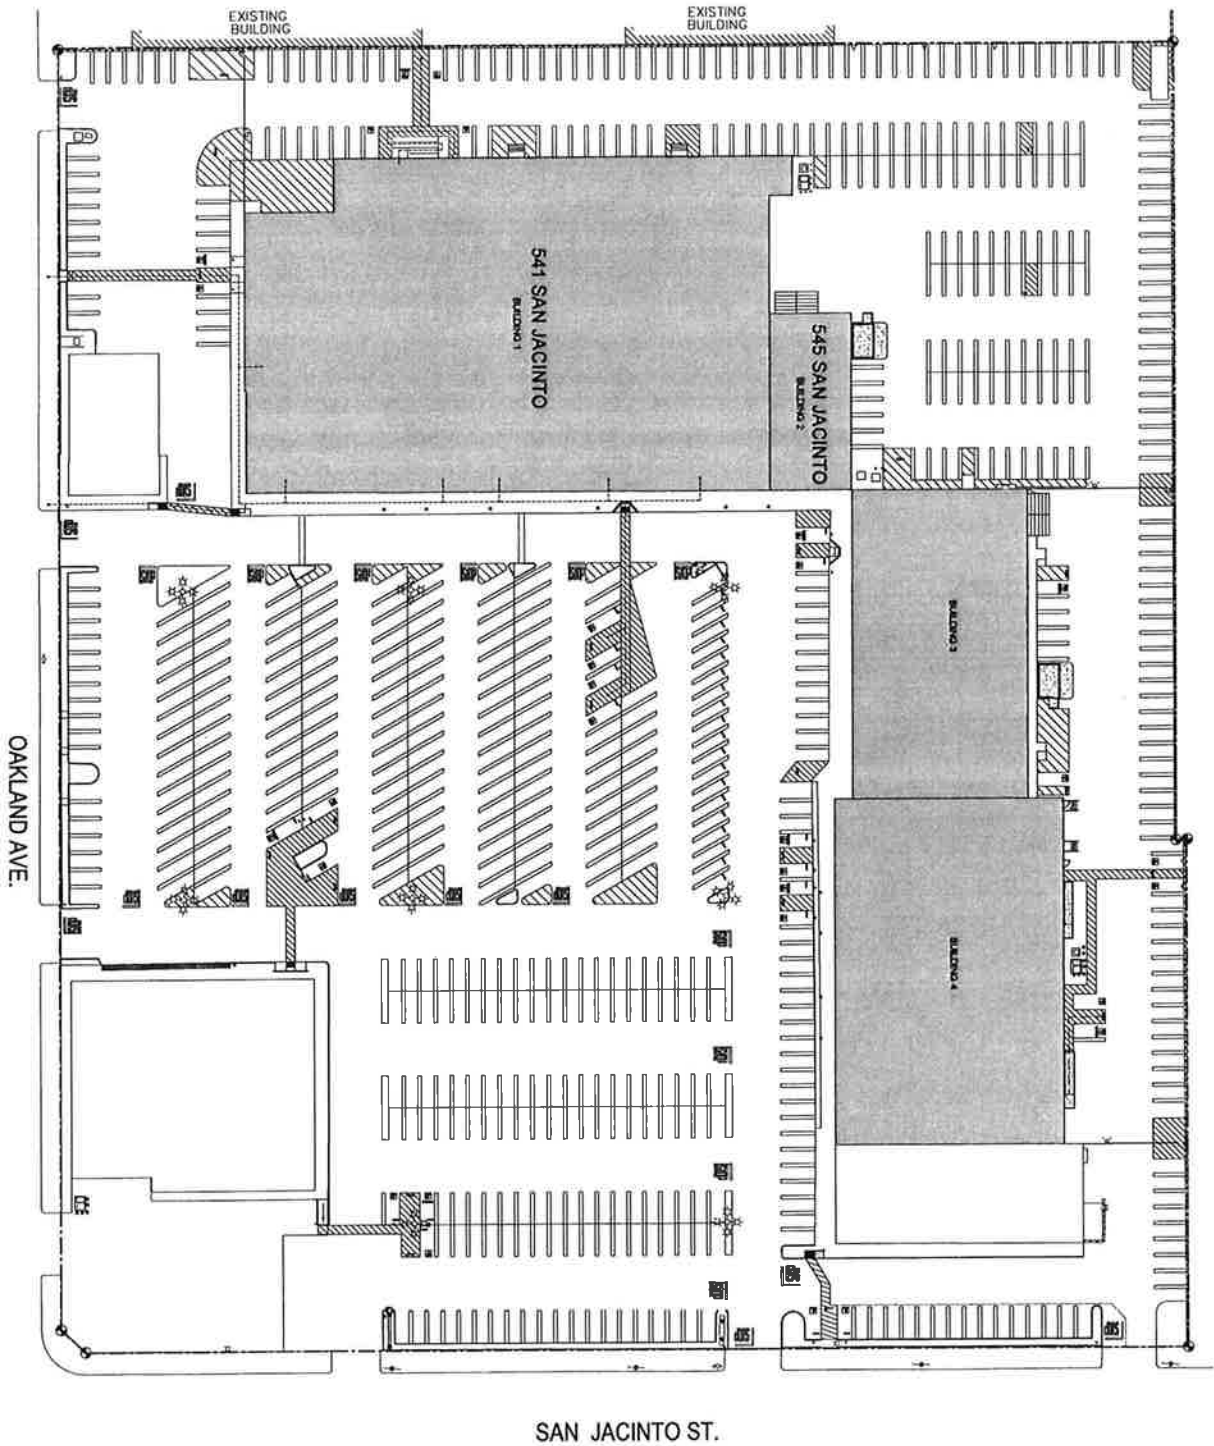 EXISTING
BUILDING
EXISTING
BUILDING
541 SAN JACINTO
BUILDING 1
545 SAN JACINTO
BUILDING 2
BUILDING 3
BUILDING 4
OAKLAND AVE.
SAN JACINTO ST.